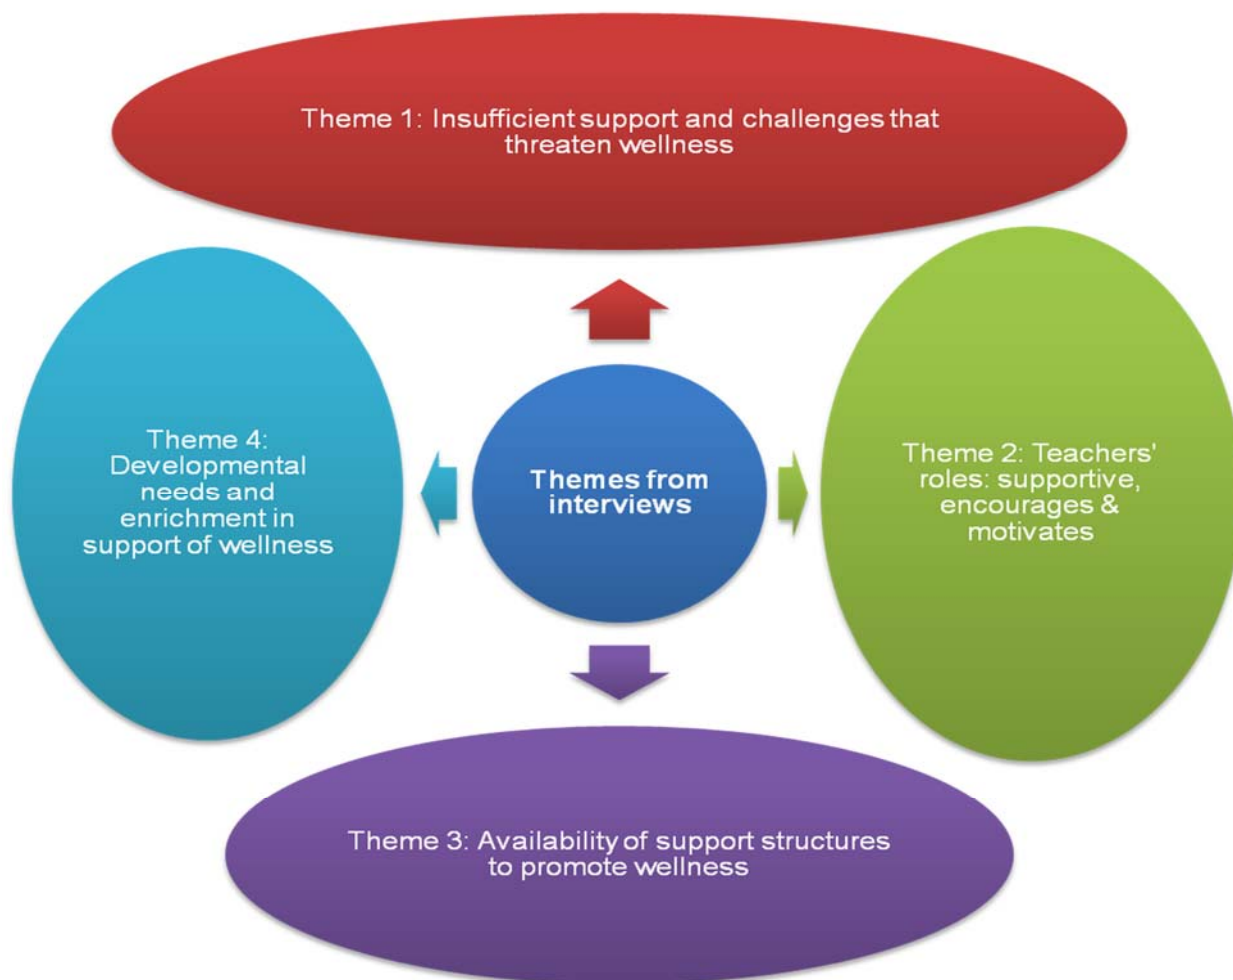 Theme 1: Insufficient support and challenges that
threaten wellness
Theme 4:
Developmental
needs and
enrichment in
support of wellness
Themes from
interviews
Theme 2: Teachers'
roles: supportive,
encourages &
motivates
Theme 3: Availability of support structures
to promote wellness